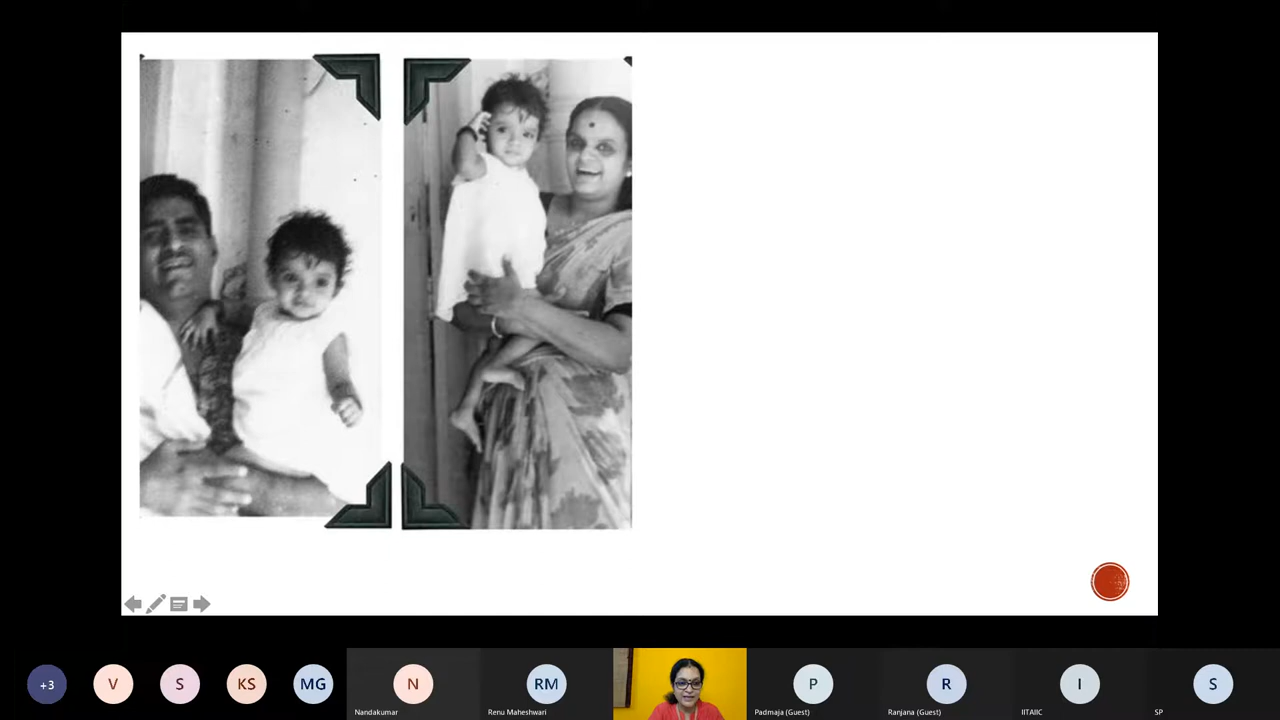 +3
V
S
KS
MG
N
RM
P
R
I
S
Nandakumar
Renu Maheshwari
Padmaja (Guest)
Ranjana (Guest)
IITAIIC
SP